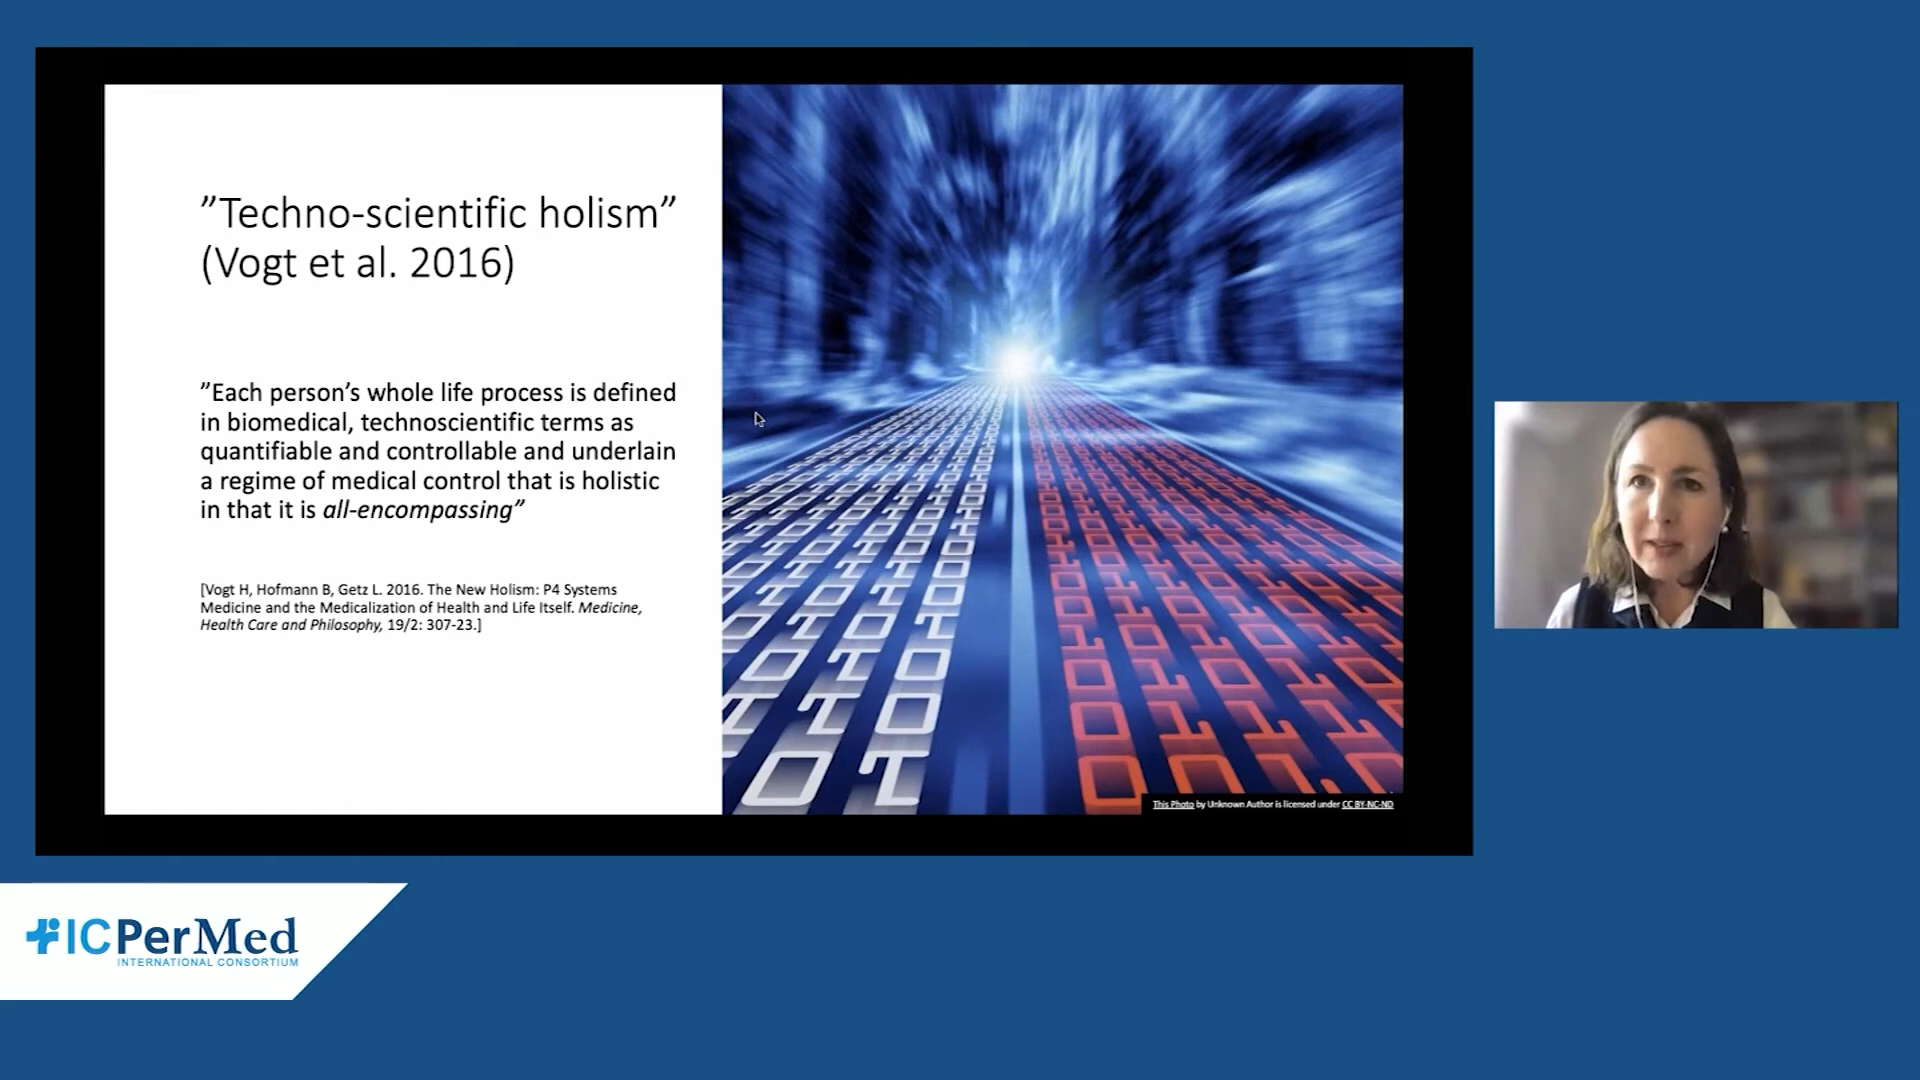 ”Techno-scientific holism”
(Vogt et al. 2016)
”Each person’s whole life process is defined
in biomedical, technoscientific terms as
quantifiable and controllable and underlain
a regime of medical control that is holistic
in that it is all-encompassing”
[Vogt H, Hofmann B, Getz L. 2016. The New Holism: P4 Systems
Medicine and the Medicalization of Health and Life Itself. Medicine,
Health Care and Philosophy, 19/2: 307-23.]
This Photo by Unknown Author is licensed under CC BY-NC-ND
ICPerMed
INTERNATIONAL CONSORTIUM